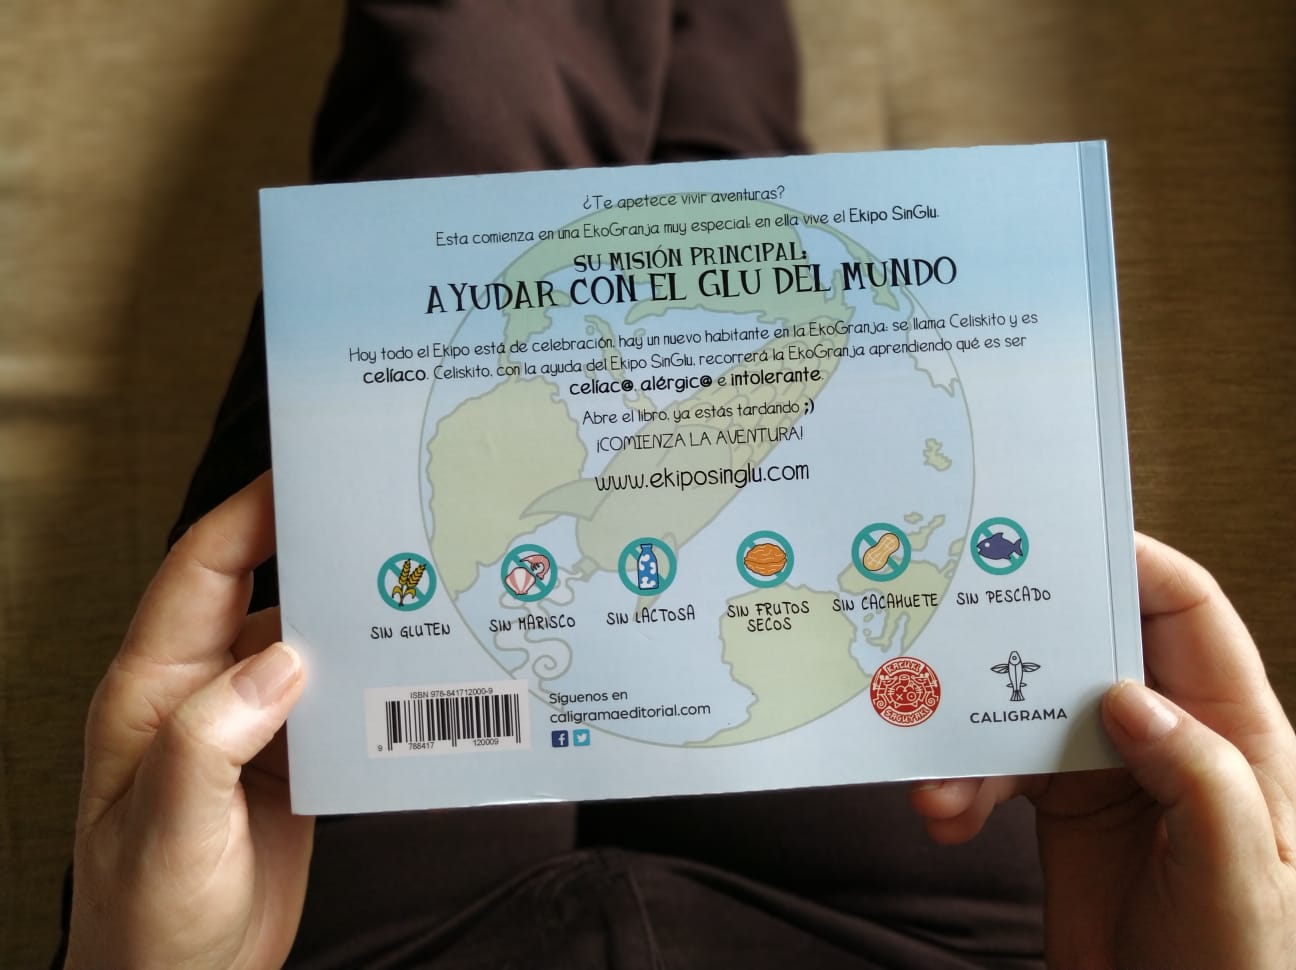 ¿Te apetece vivir aventuras?
Esta comienza en una EkoGranja muy especial: en ella vive el Ekipo SinGlu.
SU MISIÓN PRINCIPAL:
AYUDAR CON EL GLU DEL MUNDO
Hoy todo el Ekipo está de celebración, hay un nuevo habitante en la EkoGranja: se llama Celiskito y es
celíaco. Celiskito, con la ayuda del Ekipo SinGlu, recorrerá la EkoGranja aprendiendo qué es ser
celíac@, alérgic@ e intolerante.
Abre el libro, ya estás tardando ;)
¡COMIENZA LA AVENTURA!
www.ekiposinglu.com
SIN GLUTEN
SIN MARISCO
SIN LACTOSA
SIN FRUTOS
SECOS
SIN CACAHUETE
SIN PESCADO
ISBN 978-841712000-9
9 788417 120009
Síguenos en
caligramaeditorial.com
CALIGRAMA